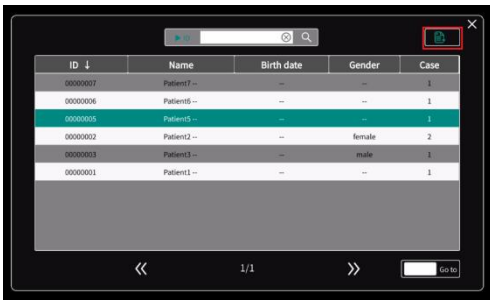 ID ↓ Name Birth date Gender Case
00000007 Patient7 -- -- -- 1
00000006 Patient6 -- -- -- 1
00000005 Patient5 -- -- -- 1
00000002 Patient2 -- -- female 2
00000003 Patient3 -- -- male 1
00000001 Patient1 -- -- -- 1
1/1 Go to